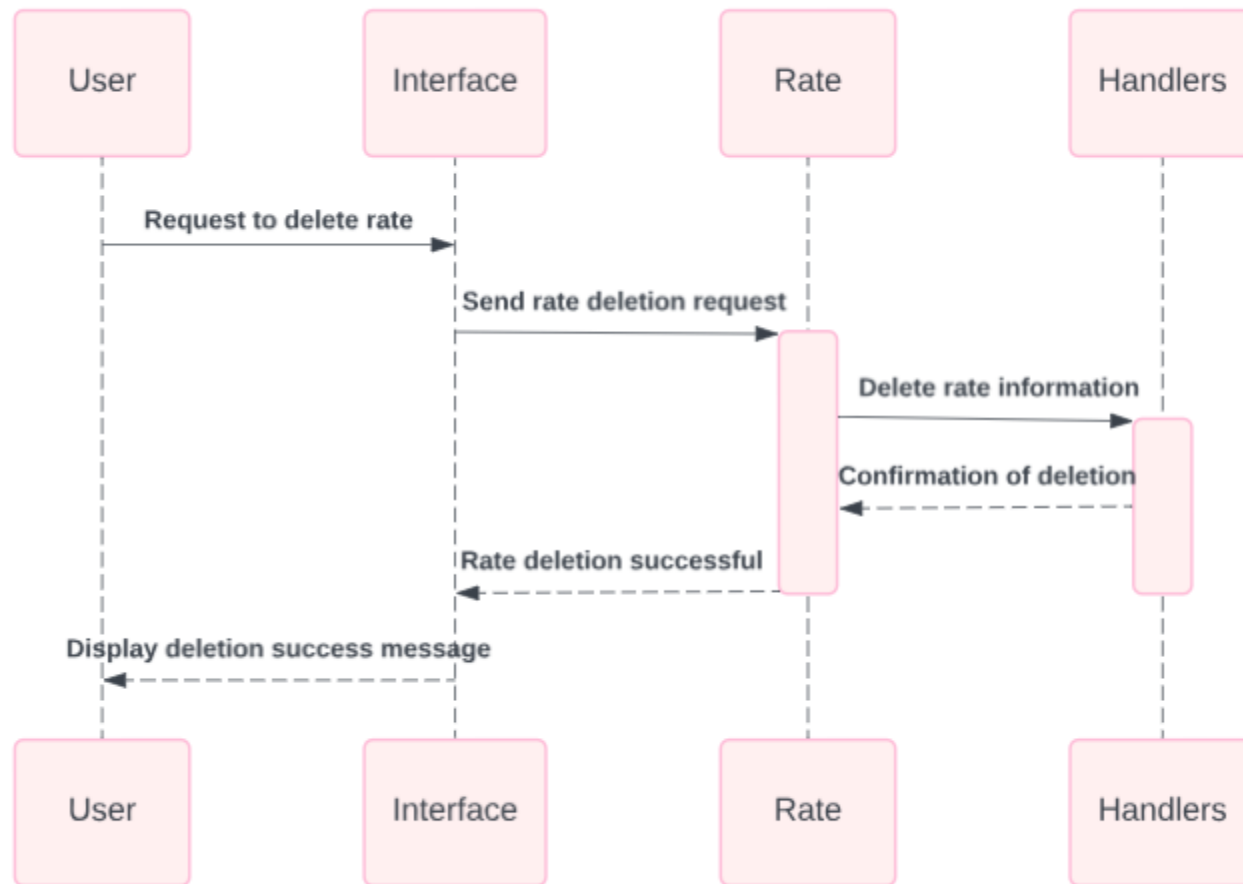 User
Interface
Rate
Handlers
Request to delete rate
Send rate deletion request
Delete rate information
Confirmation of deletion
Rate deletion successful
Display deletion success message
User
Interface
Rate
Handlers